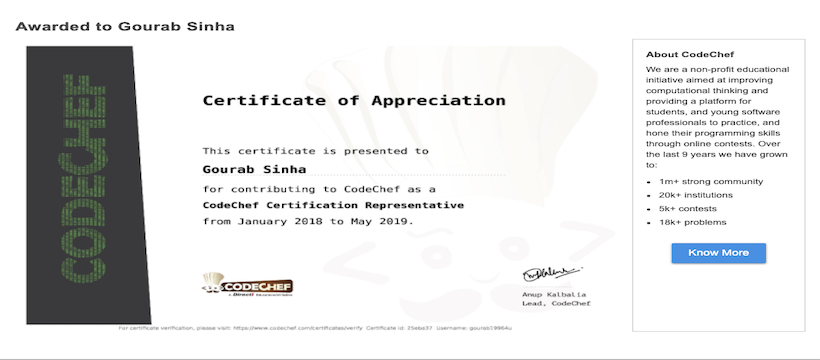 Awarded to Gourab Sinha
CODECHEF
Certificate of Appreciation
This certificate is presented to
Gourab Sinha
for contributing to CodeChef as a
CodeChef Certification Representative
from January 2018 to May 2019.
CODECHEF
Anup Kalbalia
Lead, CodeChef
For certificate verification, please visit: https://www.codechef.com/certificates/verify Certificate id: Username:
About CodeChef
We are a non-profit educational
initiative aimed at improving
computational thinking and
providing a platform for
students, and young software
professionals to practice, and
hone their programming skills
through online contests. Over
the last 9 years we have grown
to:
• 1m+ strong community
• 20k+ institutions
• 5k+ contests
• 18k+ problems
Know More